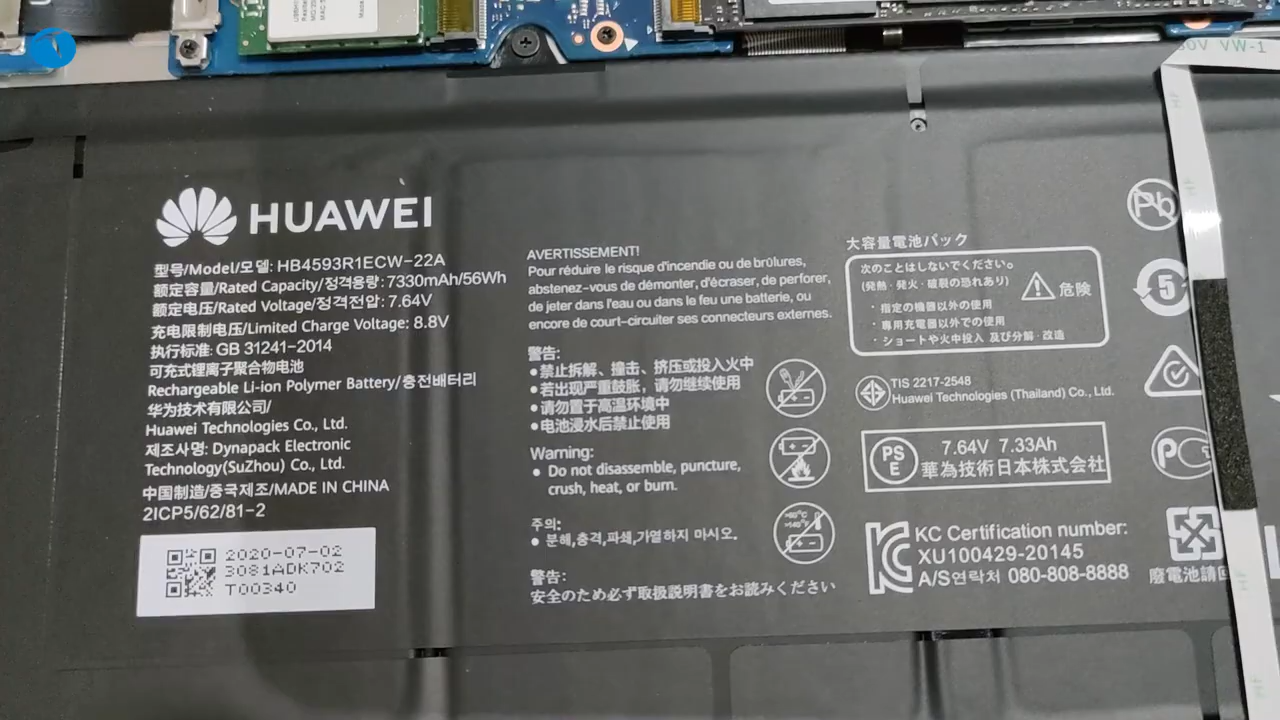 60V VW-1
HUAWEI
型号/Model/모델: HB4593R1ECW-22A
额定容量/Rated Capacity/정격용량: 7330mAh/56Wh
额定电压/Rated Voltage/정격전압: 7.64V
充电限制电压/Limited Charge Voltage: 8.8V
执行标准: GB 31241-2014
可充式锂离子聚合物电池
Rechargeable Li-ion Polymer Battery/충전배터리
华为技术有限公司/
Huawei Technologies Co., Ltd.
제조사명: Dynapack Electronic
Technology(SuZhou) Co., Ltd.
中国制造/중국제조/MADE IN CHINA
2ICP5/62/81-2
2020-07-02
3081ADK702
T00340
AVERTISSEMENT!
Pour réduire le risque d'incendie ou de brûlures,
abstenez-vous de démonter, d'écraser, de perforer,
de jeter dans l'eau ou dans le feu une batterie, ou
encore de court-circuiter ses connecteurs externes.
警告:
•禁止拆解、撞击、挤压或投入火中
•若出现严重鼓胀，请勿继续使用
•请勿置于高温环境中
•电池浸水后禁止使用
Warning:
• Do not disassemble, puncture,
crush, heat, or burn.
주의:
• 분해,충격,파쇄,가열하지 마시오.
警告:
安全のため必ず取扱説明書をお読みください
>60°C
>140°F
大容量電池パック
次のことはしないでください。
(発熱・発火・破裂の恐れあり)
危険
・指定の機器以外の使用
・専用充電器以外での使用
・ショートや火中投入 及び分解・改造
TIS 2217-2548
Huawei Technologies (Thailand) Co., Ltd.
PS
E
7.64V 7.33Ah
華為技術日本株式会社
KC Certification number:
XU100429-20145
A/S연락처 080-808-8888
Pb
5
廢電池請回